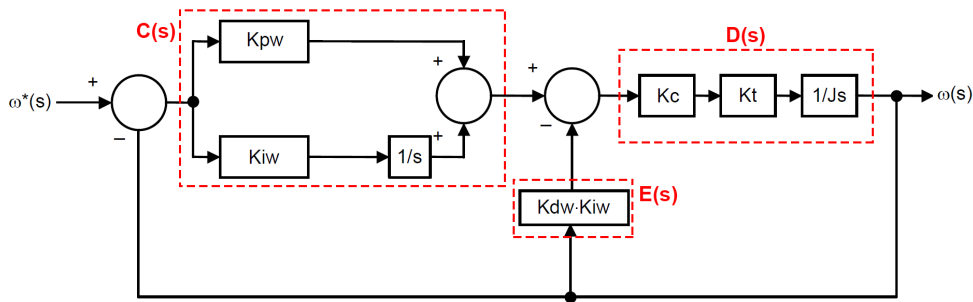 C(s)
Kpw
D(s)
+
+
+
ω*(s)
Kc
Kt
1/Js
ω(s)
–
–
+
Kiw
1/s
E(s)
Kdw·Kiw